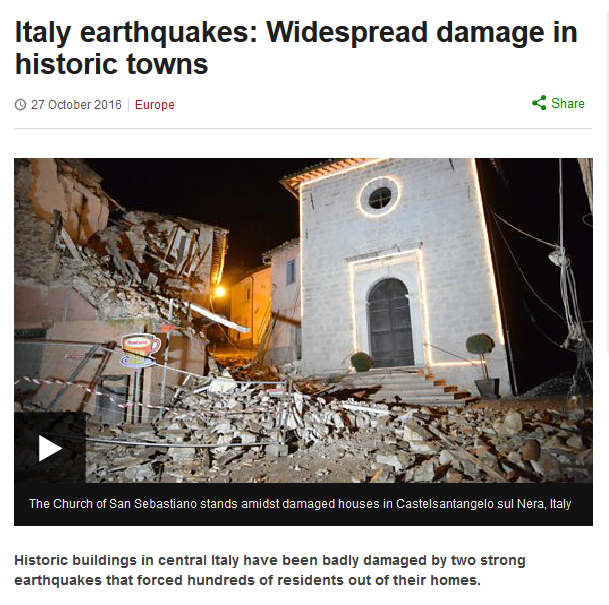 Italy earthquakes: Widespread damage in
historic towns
27 October 2016 Europe
Share
The Church of San Sebastiano stands amidst damaged houses in Castelsantangelo sul Nera, Italy
Historic buildings in central Italy have been badly damaged by two strong
earthquakes that forced hundreds of residents out of their homes.